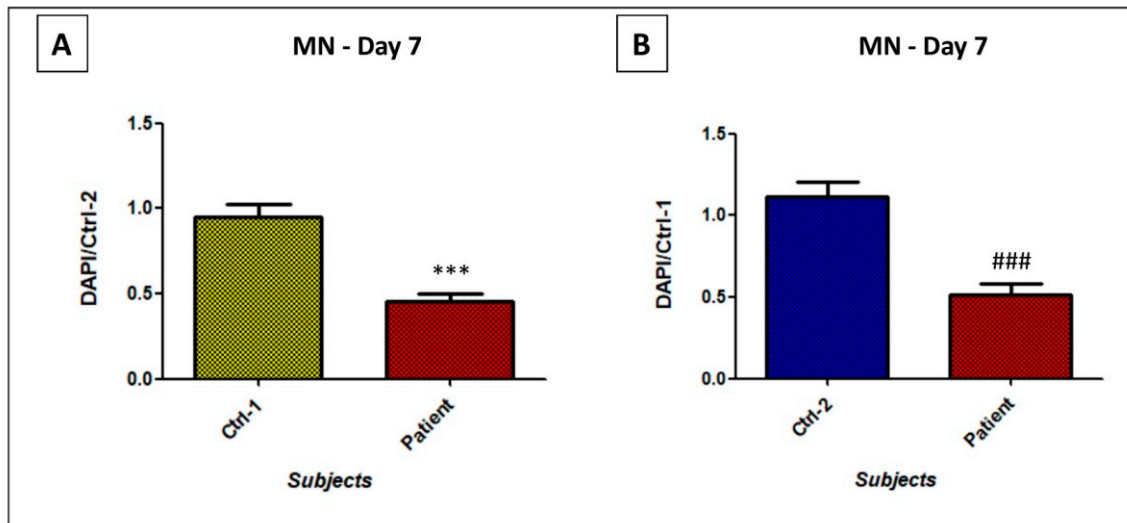 A
MN - Day 7
DAPI/Ctrl-2
1.5
1.0
0.5
0.0
***
Ctrl-1
Patient
Subjects
B
MN - Day 7
DAPI/Ctrl-1
1.5
1.0
0.5
0.0
###
Ctrl-2
Patient
Subjects